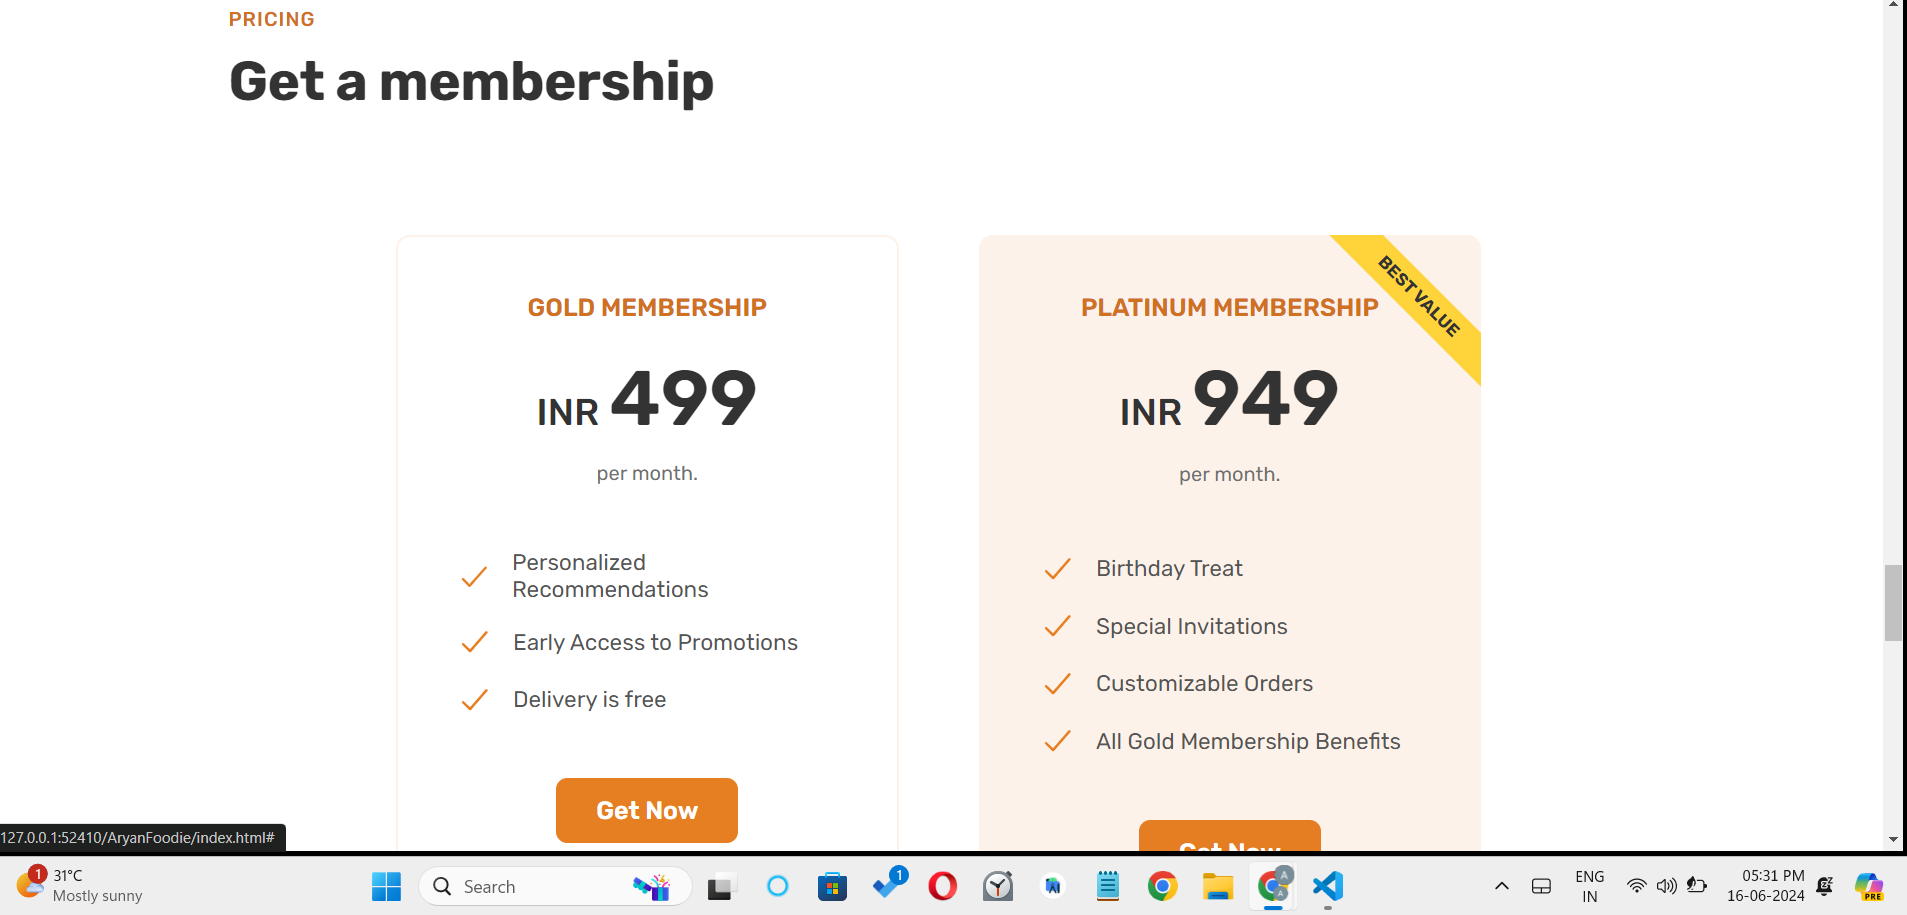 PRICING
Get a membership
GOLD MEMBERSHIP
INR 499
per month.
Personalized
Recommendations
Early Access to Promotions
Delivery is free
Get Now
BEST VALUE
PLATINUM MEMBERSHIP
INR 949
per month.
Birthday Treat
Special Invitations
Customizable Orders
All Gold Membership Benefits
Get Now
127.0.0.1:52410/AryanFoodie/index.html#
1
31°C
Mostly sunny
Search
1
A
A
ENG
IN
05:31 PM
16-06-2024
PRE